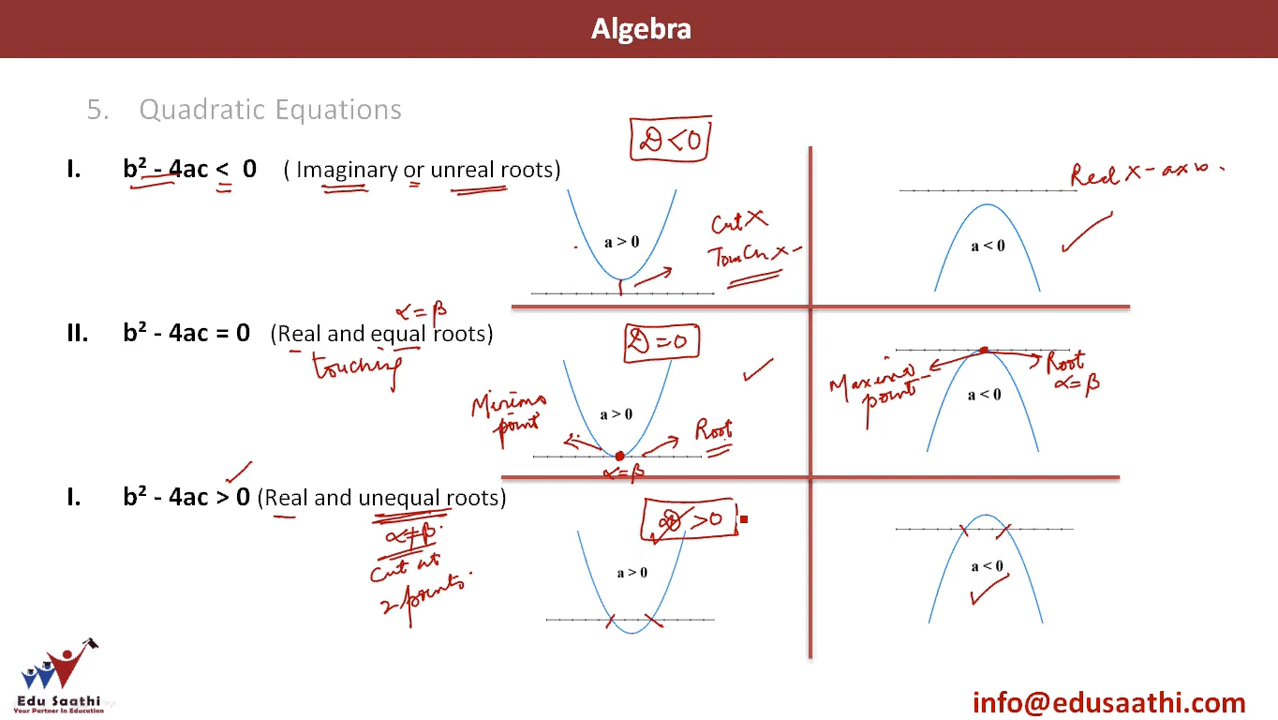 Algebra
5. Quadratic Equations
D<0
I. b² - 4ac < 0 ( Imaginary or unreal roots)
Real X-axis.
a > 0
Cut X
Touch X-
a < 0
α=β
II. b² - 4ac = 0 (Real and equal roots)
touching
D=0
Minima point
a > 0
Root
α=β
Maxima point
Root
α=β
a < 0
I. b² - 4ac > 0 (Real and unequal roots)
α≠β
Cut at
2 points.
D >0
a > 0
a < 0
Edu Saathi
Your Partner In Education
info@edusaathi.com